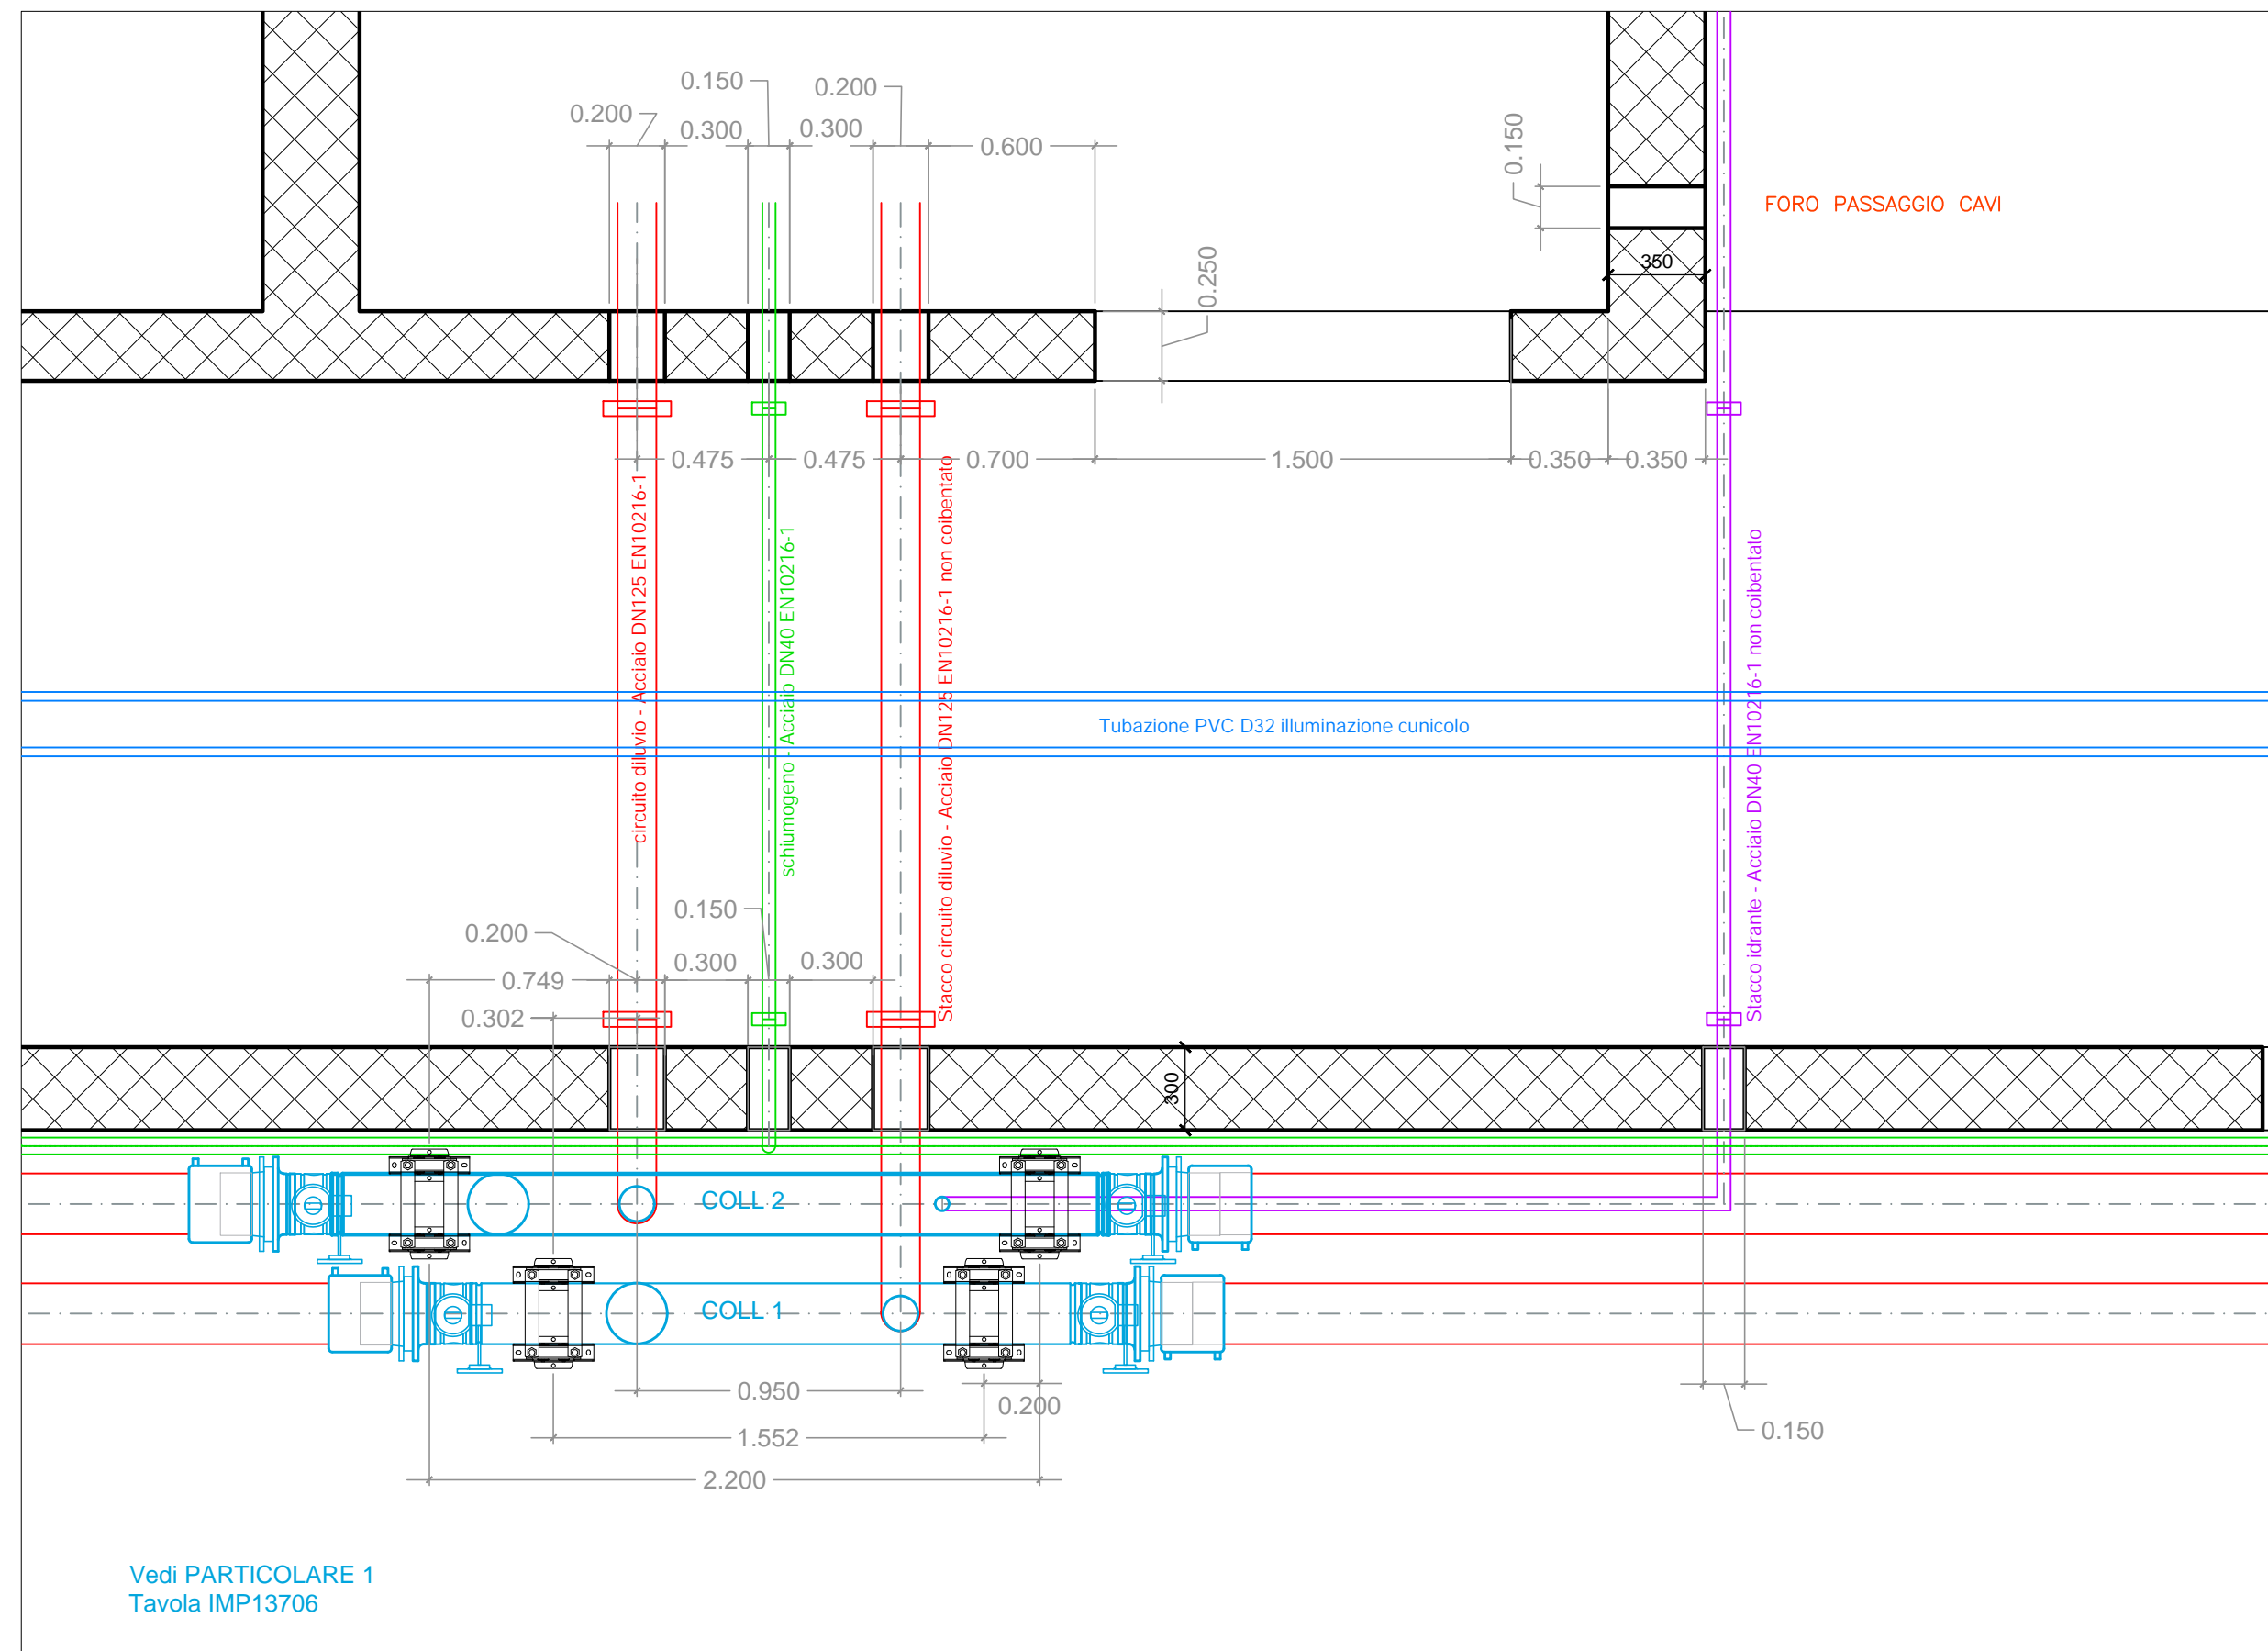 0.150
0.200
0.200
0.300
0.300
0.600
0.150
FORO PASSAGGIO CAVI
0.250
350
0.475
0.475
0.700
1.500
0.350
0.350
circuito diluvio - Acciaio DN125 EN10216-1
schiumogeno - Acciaio DN40 EN10216-1
Stacco circuito diluvio - Acciaio DN125 EN10216-1 non coibentato
Stacco idrante - Acciaio DN40 EN10216-1 non coibentato
Tubazione PVC D32 illuminazione cunicolo
0.150
0.200
0.300
0.300
0.749
0.302
300
COLL 2
COLL 1
0.950
0.200
1.552
0.150
2.200
Vedi PARTICOLARE 1
Tavola IMP13706